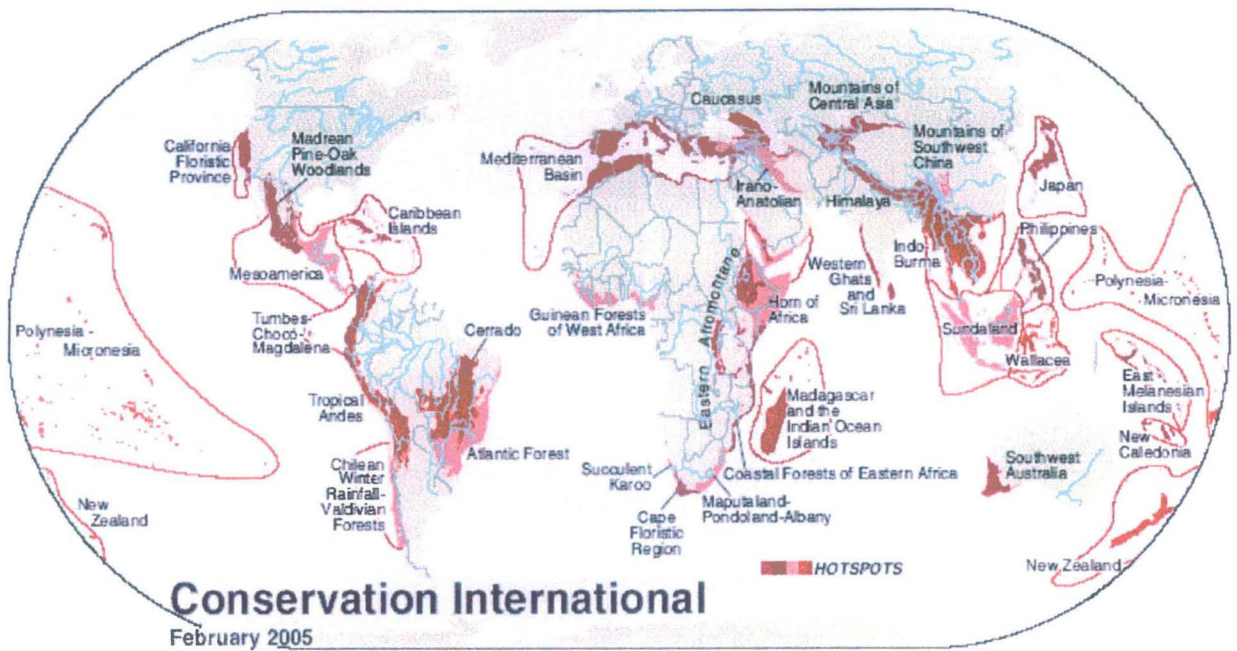 Caucasus
Mountains of
Central Asia
Mountains of
Southwest
China
California
Floristic
Province
Madrean
Pine-Oak
Woodlands
Mediterranean
Basin
Irano-
Anatolian
Himalaya
Japan
Caribbean
Islands
Philippines
Mesoamerica
Indo-
Burma
Western
Ghats
and
Sri Lanka
Polynesia-
Micronesia
Guinean Forests
of West Africa
Eastern Afromontane
Horn of
Africa
Tumbes-
Choco-
Magdalena
Cerrado
Polynesia -
Micronesia
Sundaland
Wallacea
East
Melanesian
Islands
Tropical
Andes
Madagascar
and the
Indian Ocean
Islands
New
Caledonia
Atlantic Forest
Chilean
Winter
Rainfall-
Valdivian
Forests
Succulent
Karoo
Coastal Forests of Eastern Africa
Southwest
Australia
Maputaland-
Pondoland-Albany
New
Zealand
Cape
Floristic
Region
HOTSPOTS
New Zealand
Conservation International
February 2005